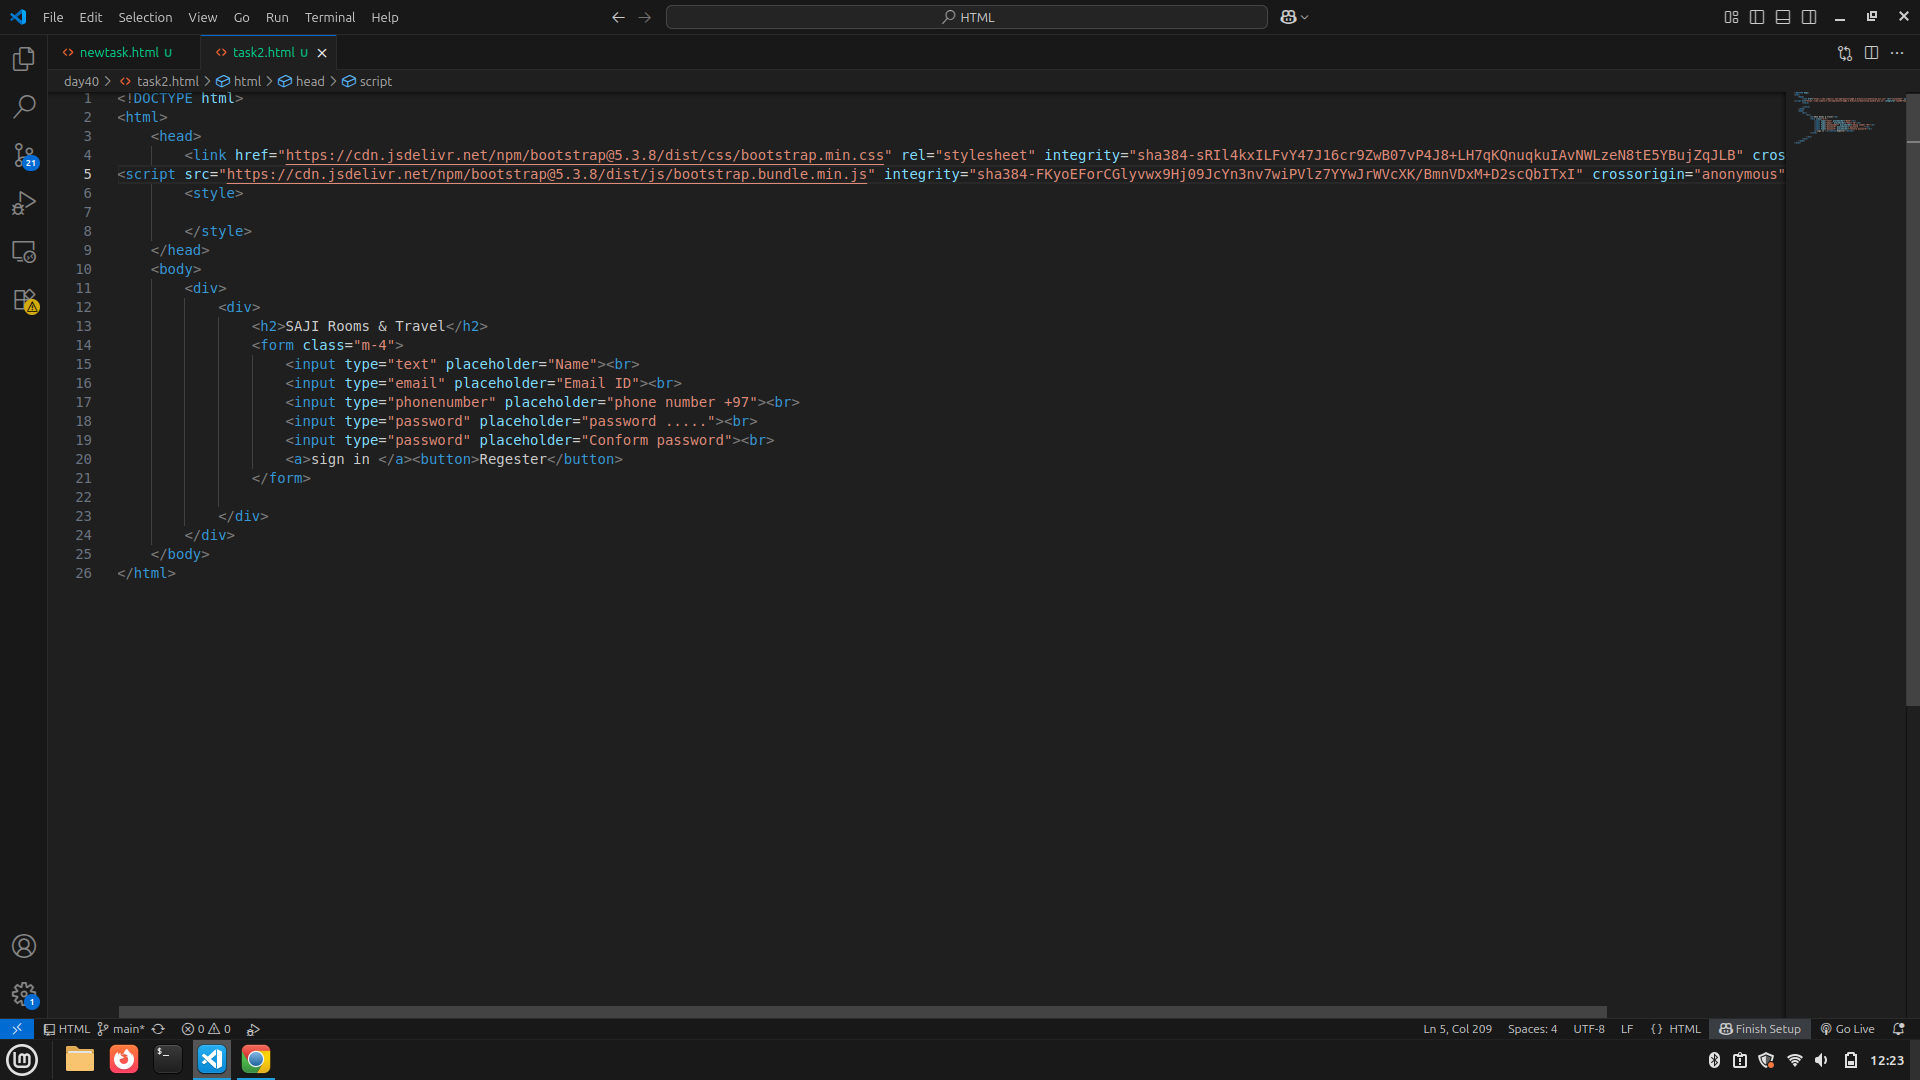 File Edit Selection View Go Run Terminal Help
HTML
newtask.html U
task2.html U
day40 > task2.html > html > head > script
1 <!DOCTYPE html>
2 <html>
3 <head>
4 <link href="https://cdn.jsdelivr.net/npm/bootstrap@5.3.8/dist/css/bootstrap.min.css" rel="stylesheet" integrity="sha384-sRIl4kxILFvY47J16cr9ZwB07vP4J8+LH7qKQnuqkuIAvNWLzeN8tE5YBujZqJLB" cros
5 <script src="https://cdn.jsdelivr.net/npm/bootstrap@5.3.8/dist/js/bootstrap.bundle.min.js" integrity="sha384-FKyoEForCGlyvwx9Hj09JcYn3nv7wiPVlz7YYwJrWVcXK/BmnVDxM+D2scQbITxI" crossorigin="anonymous"
6 <style>
7
8 </style>
9 </head>
10 <body>
11 <div>
12 <div>
13 <h2>SAJI Rooms & Travel</h2>
14 <form class="m-4">
15 <input type="text" placeholder="Name"><br>
16 <input type="email" placeholder="Email ID"><br>
17 <input type="phonenumber" placeholder="phone number +97"><br>
18 <input type="password" placeholder="password ....."><br>
19 <input type="password" placeholder="Conform password"><br>
20 <a>sign in </a><button>Regester</button>
21 </form>
22
23 </div>
24 </div>
25 </body>
26 </html>
21
1
HTML main* 0 0
Ln 5, Col 209 Spaces: 4 UTF-8 LF {} HTML Finish Setup Go Live
12:23